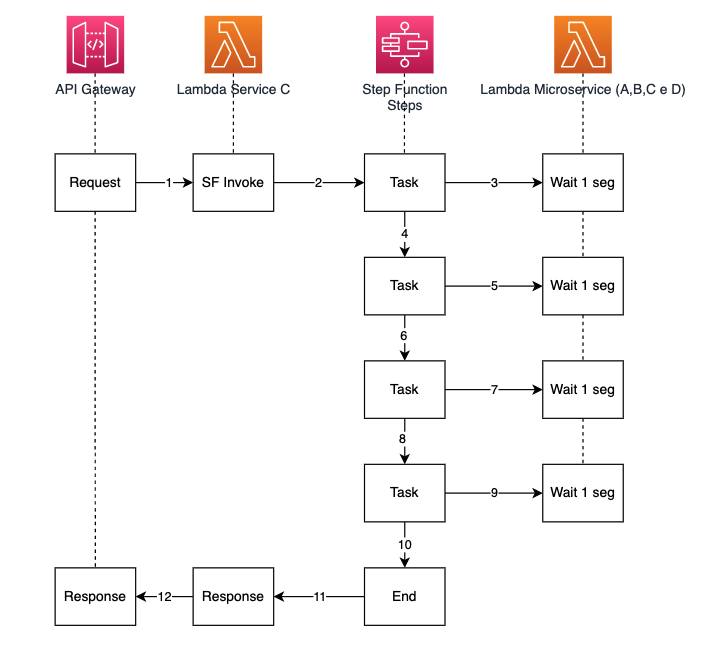 API Gateway
Lambda Service C
Step Function
Steps
Lambda Microservice (A,B,C e D)
Request
1
SF Invoke
2
Task
3
Wait 1 seg
4
Task
5
Wait 1 seg
6
Task
7
Wait 1 seg
8
Task
9
Wait 1 seg
10
Response
12
Response
11
End